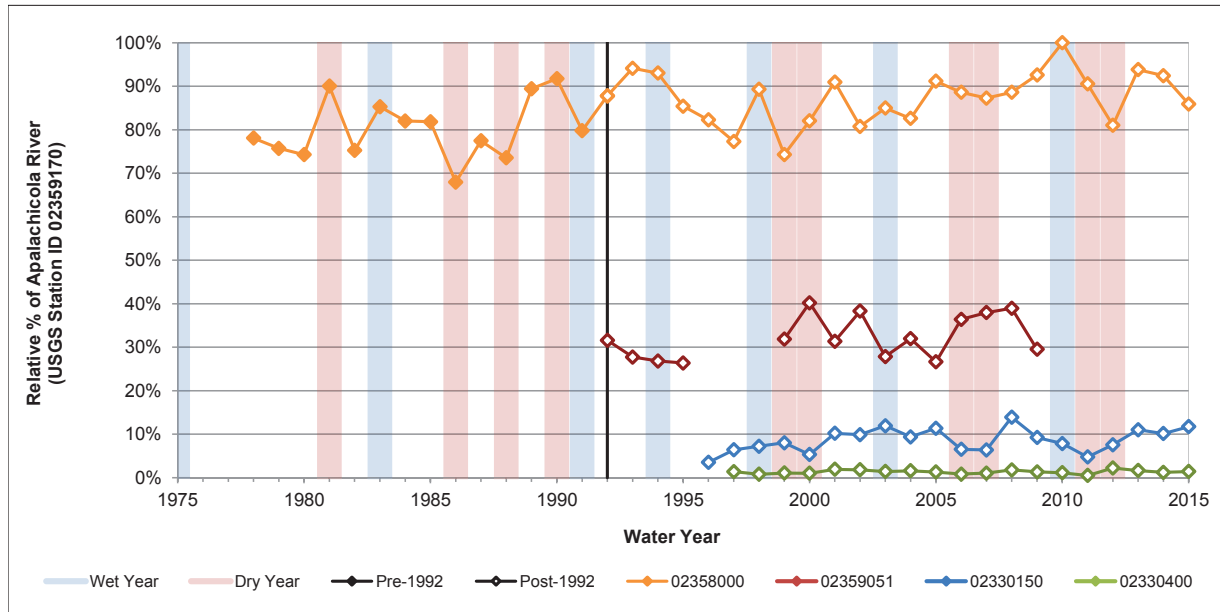 Relative % of Apalachicola River
(USGS Station ID 02359170)
100%
90%
80%
70%
60%
50%
40%
30%
20%
10%
0%
1975 1980 1985 1990 1995 2000 2005 2010 2015
Water Year
Wet Year Dry Year Pre-1992 Post-1992 02358000 02359051 02330150 02330400